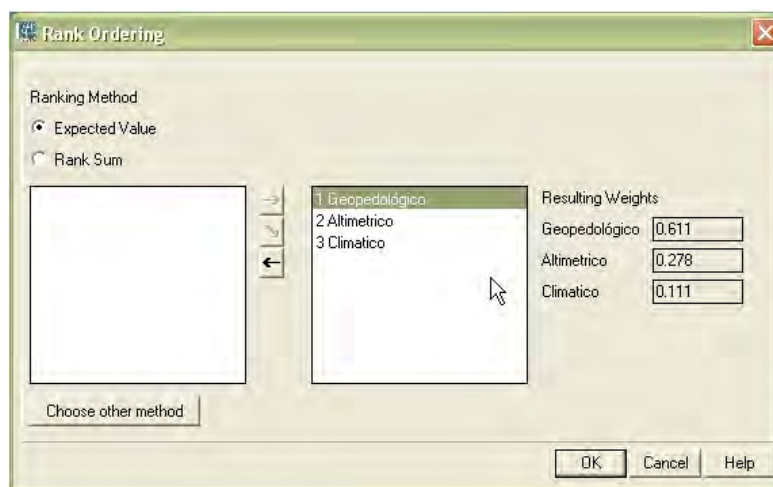 Rank Ordering
Ranking Method
Expected Value
Rank Sum
1 Geopedológico
2 Altimetrico
3 Climatico
Resulting Weights
Geopedológico 0.611
Altimetrico 0.278
Climatico 0.111
Choose other method
OK Cancel Help